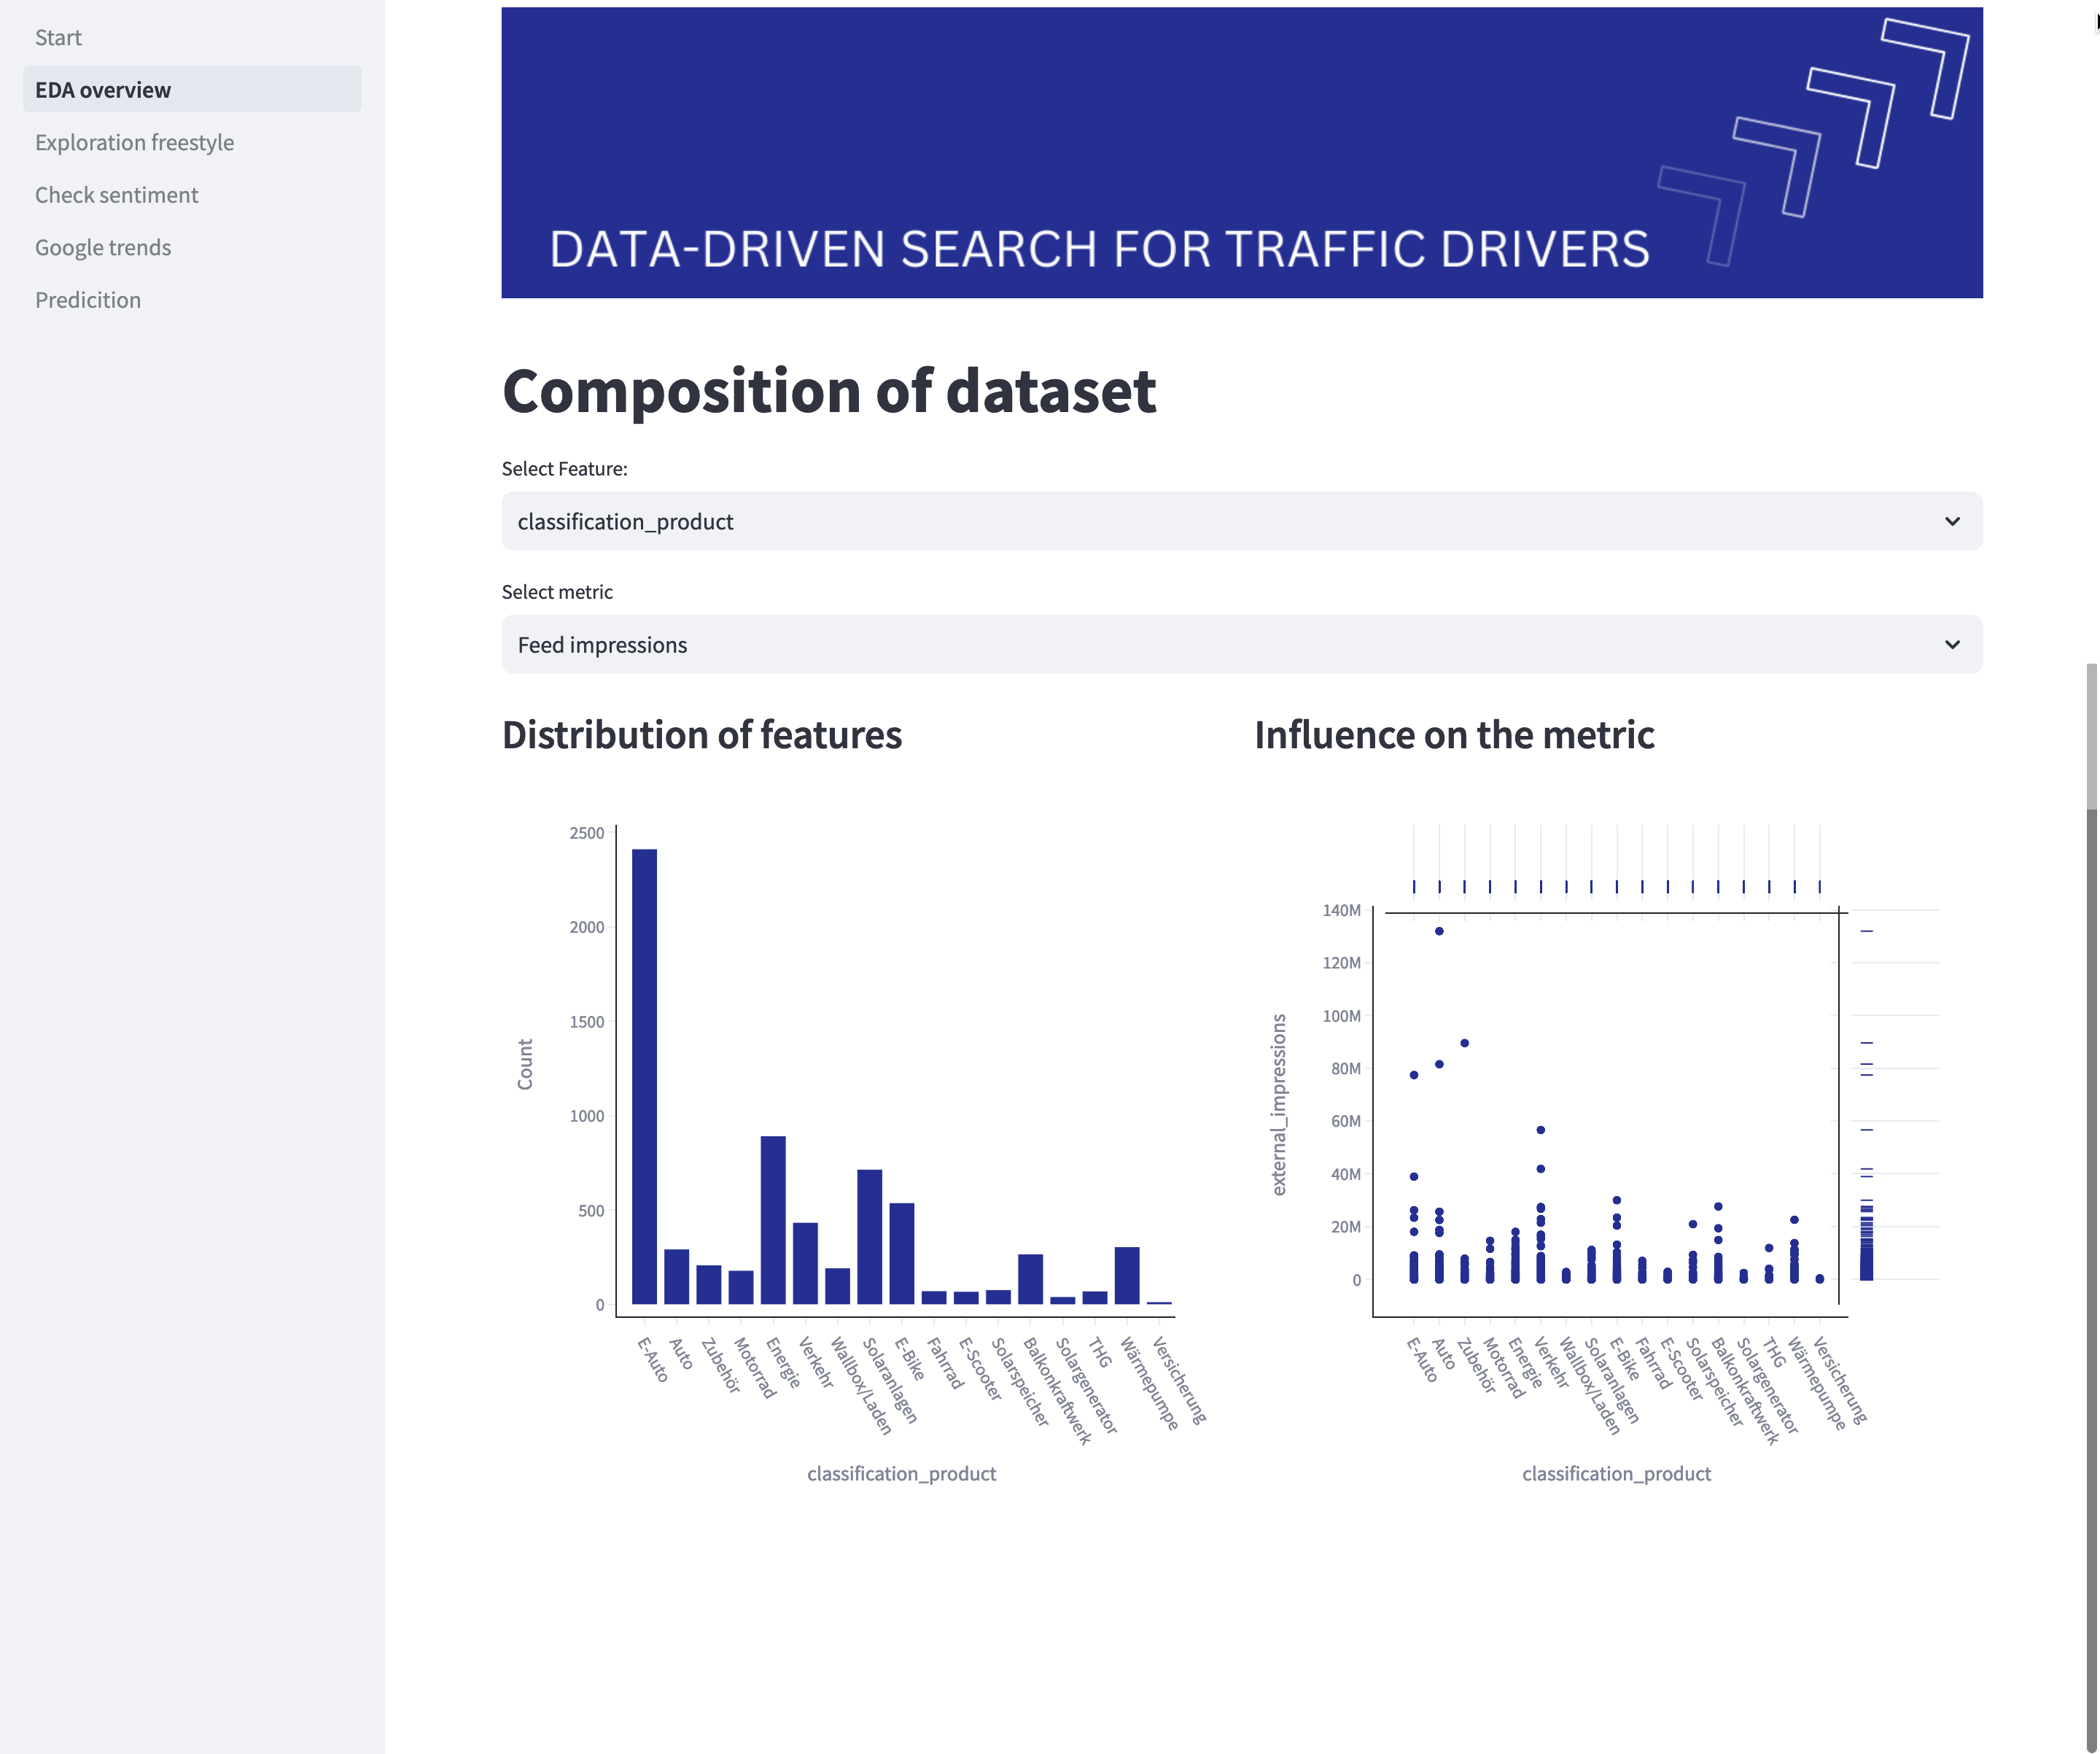 Start
EDA overview
Exploration freestyle
Check sentiment
Google trends
Predicition
DATA-DRIVEN SEARCH FOR TRAFFIC DRIVERS
Composition of dataset
Select Feature:
classification_product
Select metric
Feed impressions
Distribution of features
Count
2500
2000
1500
1000
500
0
E-Auto
Auto
Zubehör
Motorrad
Energie
Verkehr
Wallbox/Laden
Solaranlagen
E-Bike
Fahrrad
E-Scooter
Solarspeicher
Balkonkraftwerk
Solargenerator
THG
Wärmepumpe
Versicherung
classification_product
Influence on the metric
external_impressions
140M
120M
100M
80M
60M
40M
20M
0
E-Auto
Auto
Zubehör
Motorrad
Energie
Verkehr
Wallbox/Laden
Solaranlagen
E-Bike
Fahrrad
E-Scooter
Solarspeicher
Balkonkraftwerk
Solargenerator
THG
Wärmepumpe
Versicherung
classification_product